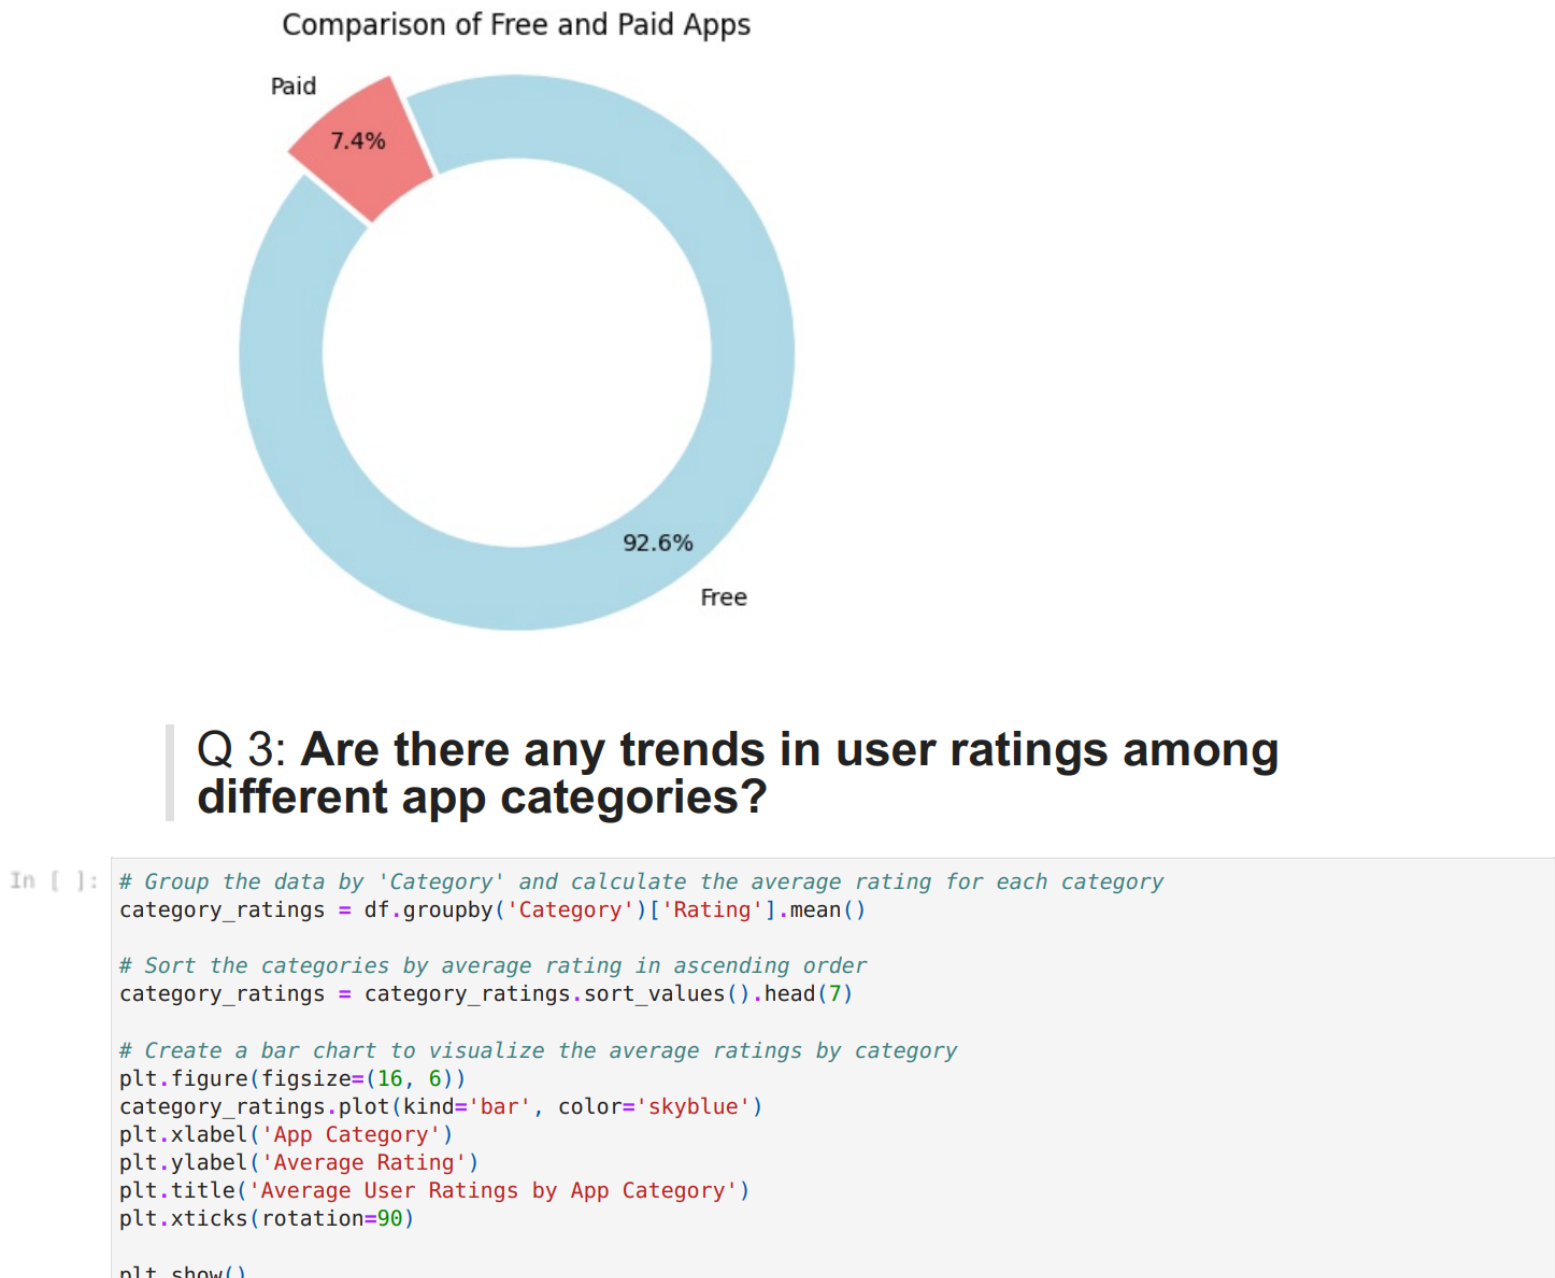 Comparison of Free and Paid Apps
Paid
7.4%
92.6%
Free
Q 3: Are there any trends in user ratings among
different app categories?
In [ ]:
# Group the data by 'Category' and calculate the average rating for each category
category_ratings = df.groupby('Category')['Rating'].mean()
# Sort the categories by average rating in ascending order
category_ratings = category_ratings.sort_values().head(7)
# Create a bar chart to visualize the average ratings by category
plt.figure(figsize=(16, 6))
category_ratings.plot(kind='bar', color='skyblue')
plt.xlabel('App Category')
plt.ylabel('Average Rating')
plt.title('Average User Ratings by App Category')
plt.xticks(rotation=90)
plt.show()